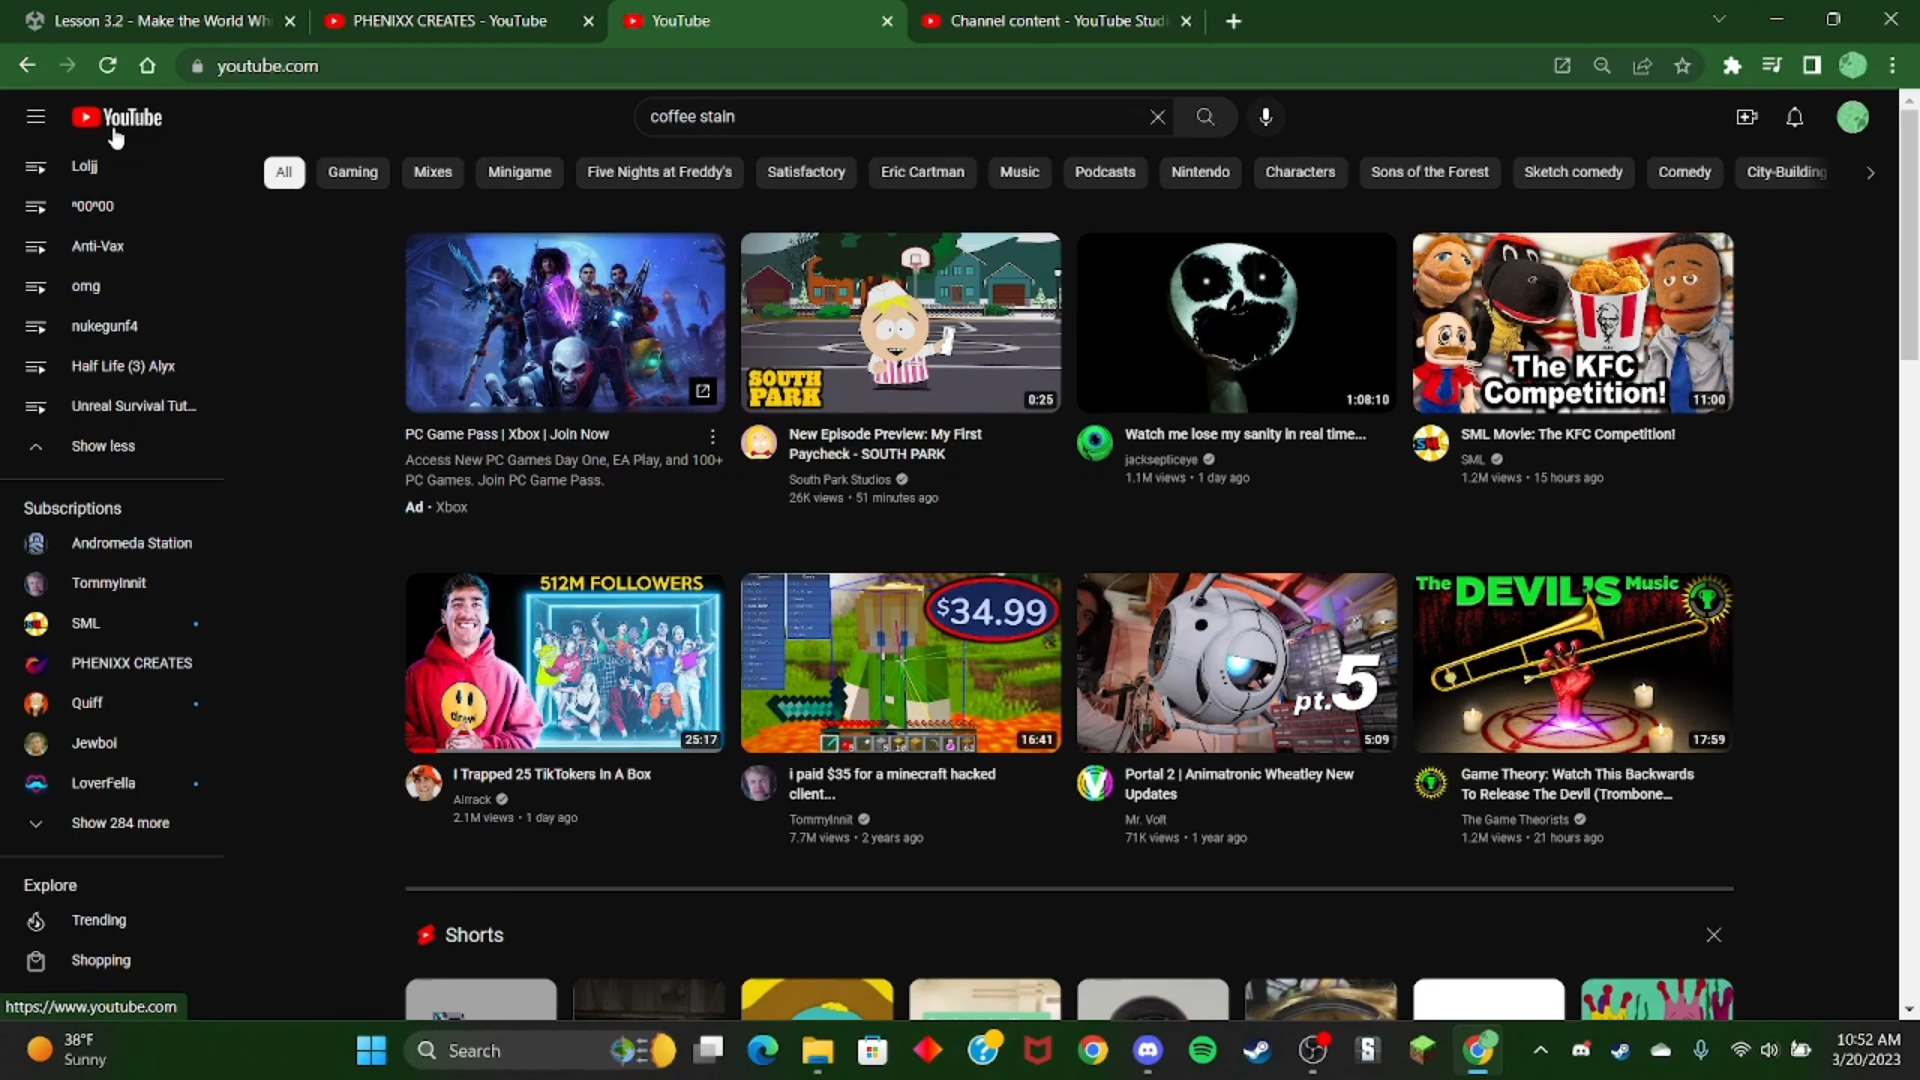 Lesson 3.2 - Make the World Whi
PHENIXX CREATES - YouTube
YouTube
Channel content - YouTube Studi
youtube.com
YouTube
coffee stain
Loljj
ⁿ00ⁿ00
Anti-Vax
omg
nukegunf4
Half Life (3) Alyx
Unreal Survival Tut...
Show less
Subscriptions
Andromeda Station
TommyInnit
SML
PHENIXX CREATES
Quiff
Jewboi
LoverFella
Show 284 more
Explore
Trending
Shopping
https://www.youtube.com
All
Gaming
Mixes
Minigame
Five Nights at Freddy's
Satisfactory
Eric Cartman
Music
Podcasts
Nintendo
Characters
Sons of the Forest
Sketch comedy
Comedy
City-Building
PC Game Pass | Xbox | Join Now
Access New PC Games Day One, EA Play, and 100+
PC Games. Join PC Game Pass.
Ad • Xbox
SOUTH
PARK
0:25
New Episode Preview: My First
Paycheck - SOUTH PARK
South Park Studios
26K views • 51 minutes ago
1:08:10
Watch me lose my sanity in real time...
jacksepticeye
1.1M views • 1 day ago
KFC
The KFC
Competition!
11:00
SML Movie: The KFC Competition!
SML
1.2M views • 15 hours ago
512M FOLLOWERS
drew
25:17
I Trapped 25 TikTokers In A Box
Airrack
2.1M views • 1 day ago
$34.99
16:41
i paid $35 for a minecraft hacked
client...
TommyInnit
7.7M views • 2 years ago
pt.5
5:09
Portal 2 | Animatronic Wheatley New
Updates
Mr. Volt
71K views • 1 year ago
The DEVIL'S Music
17:59
Game Theory: Watch This Backwards
To Release The Devil (Trombone...
The Game Theorists
1.2M views • 21 hours ago
Shorts
38°F
Sunny
Search
10:52 AM
3/20/2023